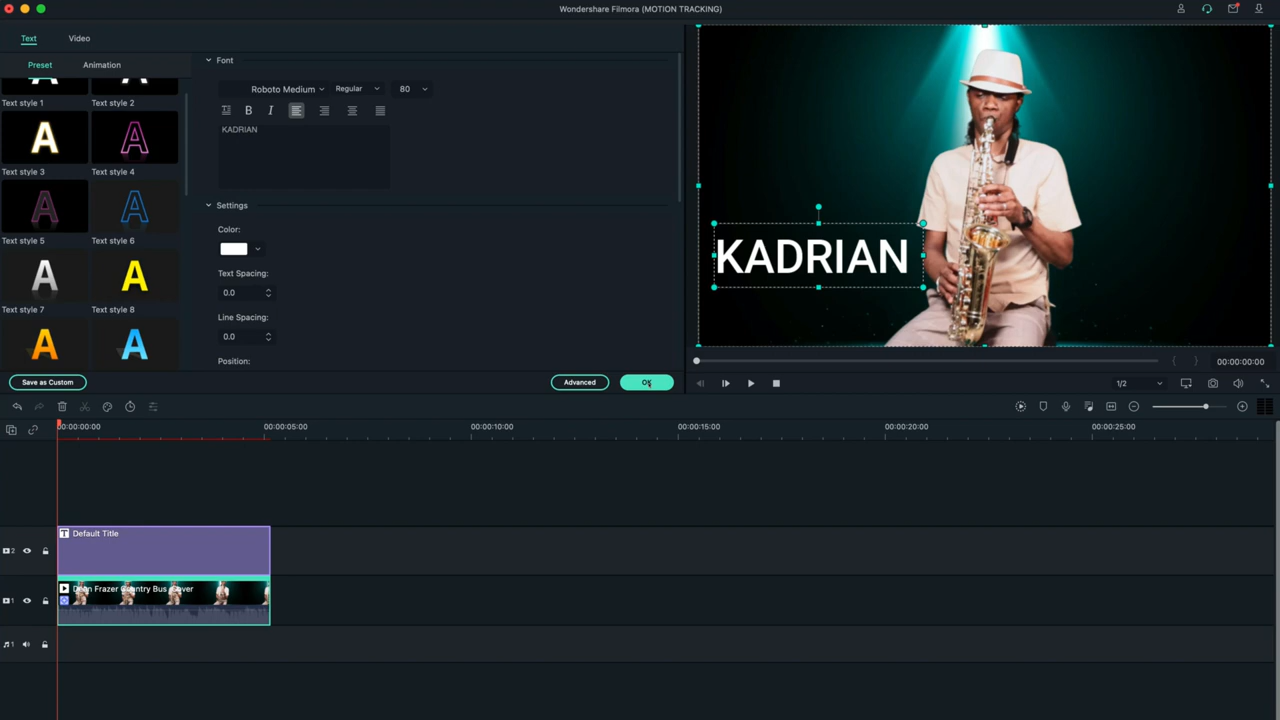 Wondershare Filmora (MOTION TRACKING)
Text Video
Preset Animation
Text style 1 Text style 2
Text style 3 Text style 4
Text style 5 Text style 6
Text style 7 Text style 8
Font
Roboto Medium Regular 80
B I
KADRIAN
Settings
Color:
Text Spacing:
0.0
Line Spacing:
0.0
Position:
Save as Custom Advanced OK
KADRIAN
00:00:00:00
1/2
00:00:00:00 00:00:05:00 00:00:10:00 00:00:15:00 00:00:20:00 00:00:25:00
2 T Default Title
1 Dean Frazer Country Bus Cover
1